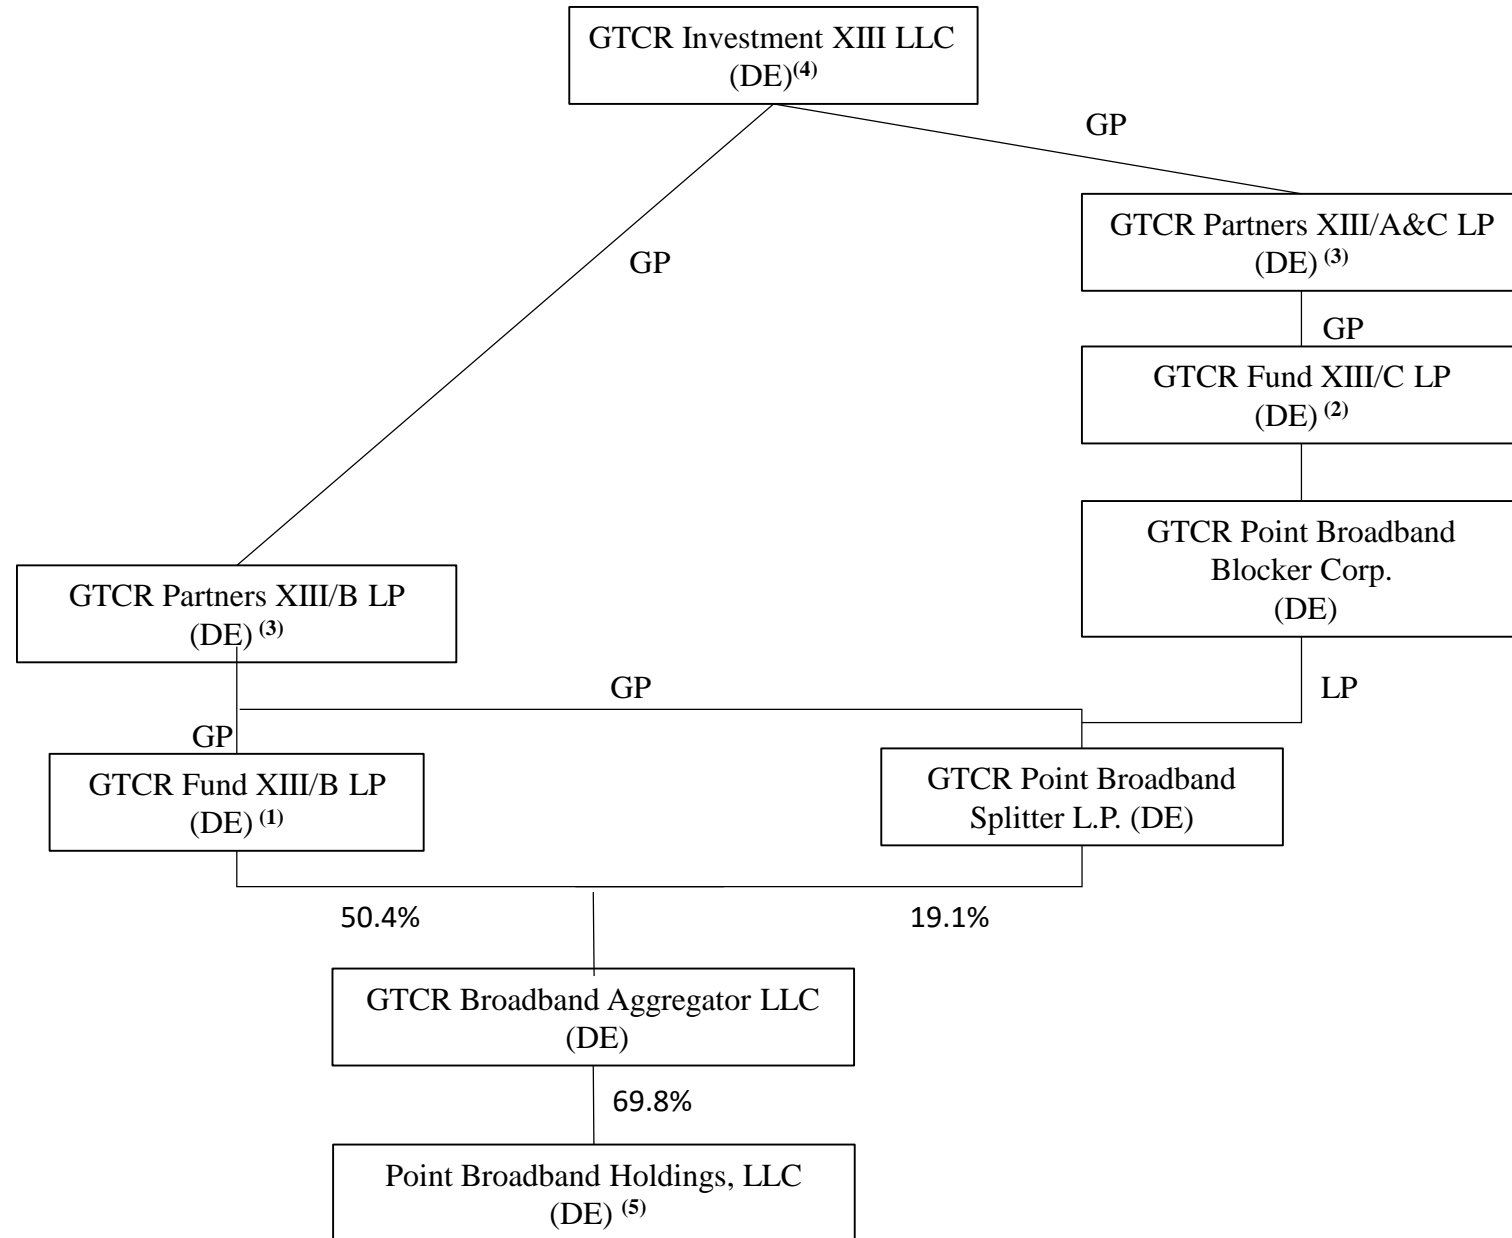 GTCR Investment XIII LLC
(DE)(4)
GP
GTCR Partners XIII/A&C LP
(DE) (3)
GP
GP
GTCR Fund XIII/C LP
(DE) (2)
GTCR Point Broadband
Blocker Corp.
(DE)
GTCR Partners XIII/B LP
(DE) (3)
GP
LP
GP
GTCR Fund XIII/B LP
(DE) (1)
GTCR Point Broadband
Splitter L.P. (DE)
50.4%
19.1%
GTCR Broadband Aggregator LLC
(DE)
69.8%
Point Broadband Holdings, LLC
(DE) (5)